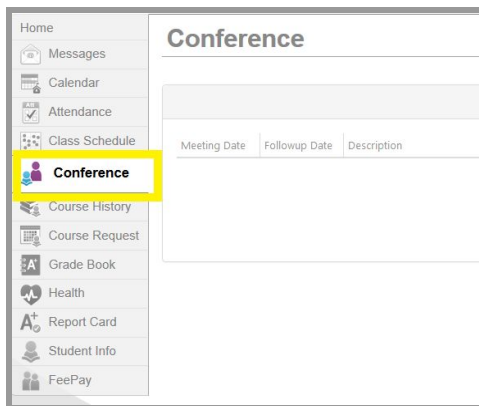 Home
Messages
Calendar
Attendance
Class Schedule
Conference
Course History
Course Request
Grade Book
Health
Report Card
Student Info
FeePay
Conference
Meeting Date Followup Date Description